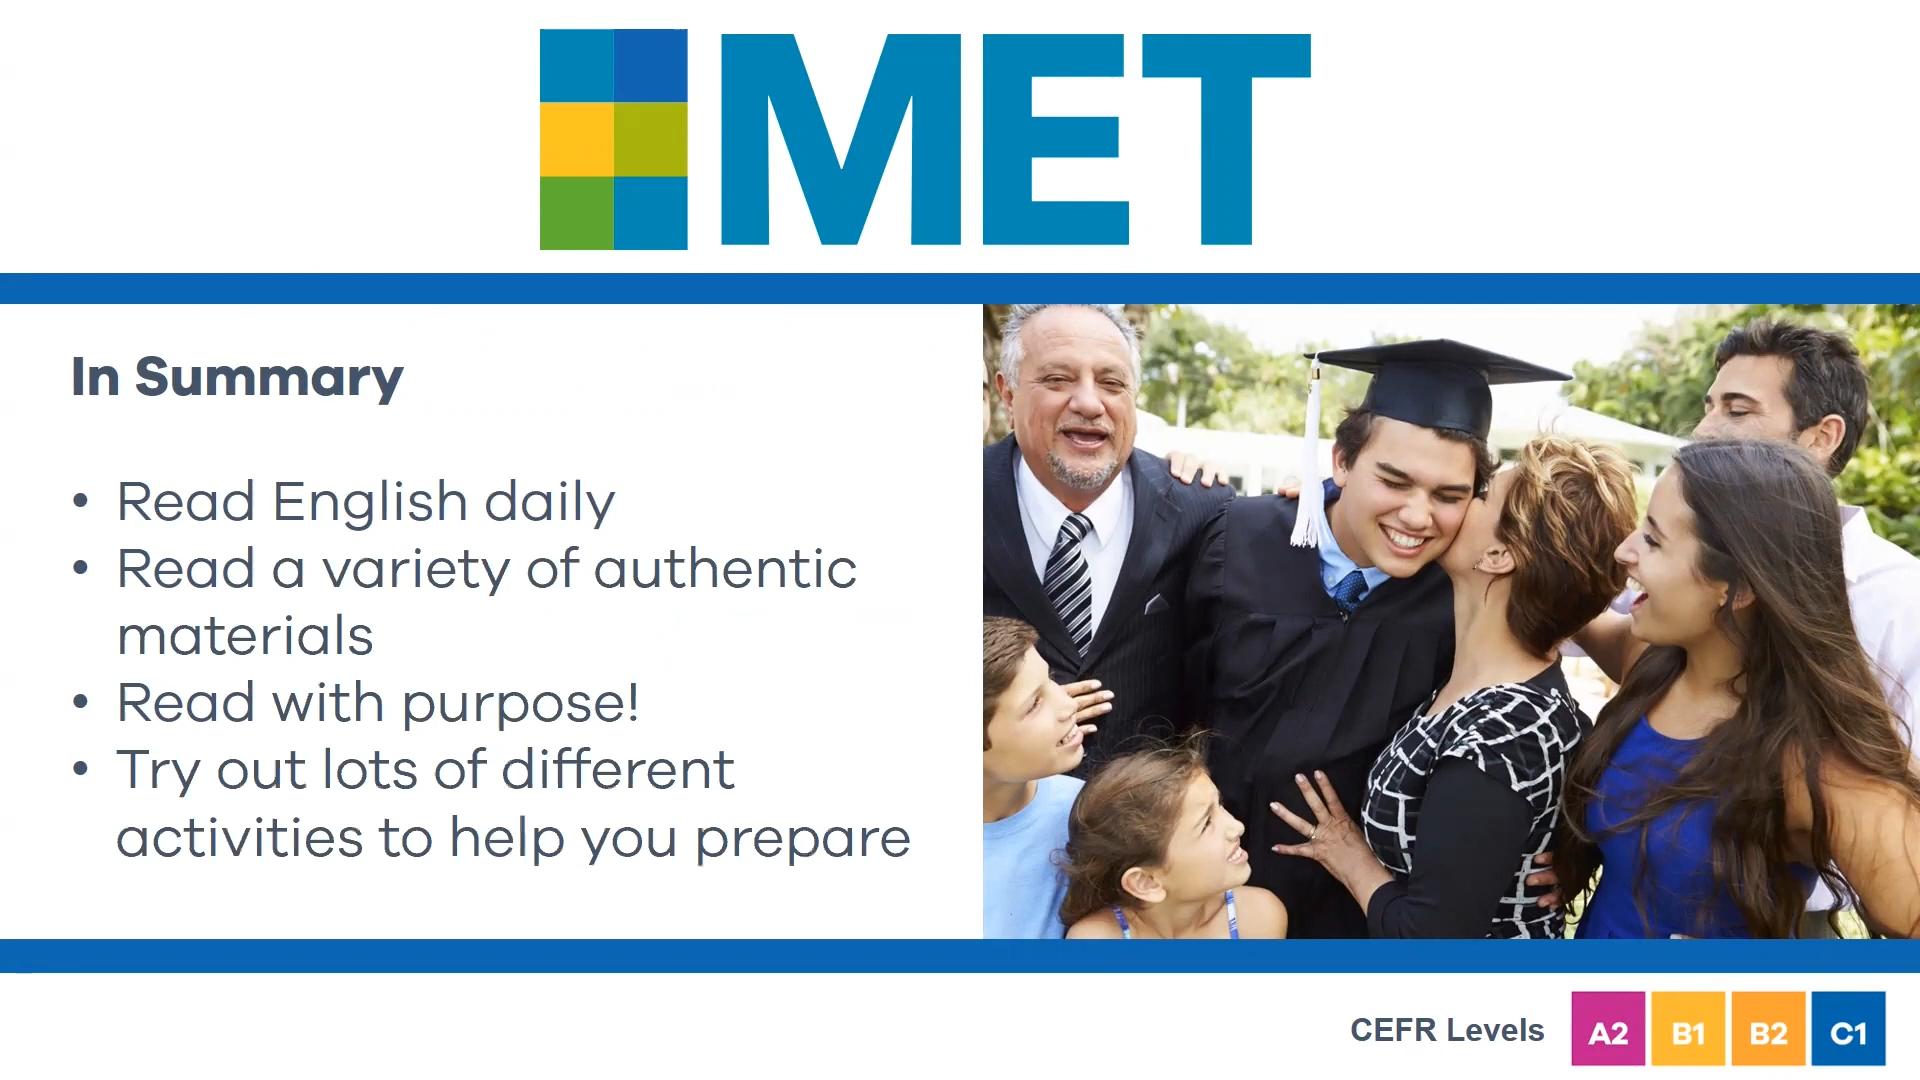 MET
In Summary
• Read English daily
• Read a variety of authentic
materials
• Read with purpose!
• Try out lots of different
activities to help you prepare
CEFR Levels A2 B1 B2 C1